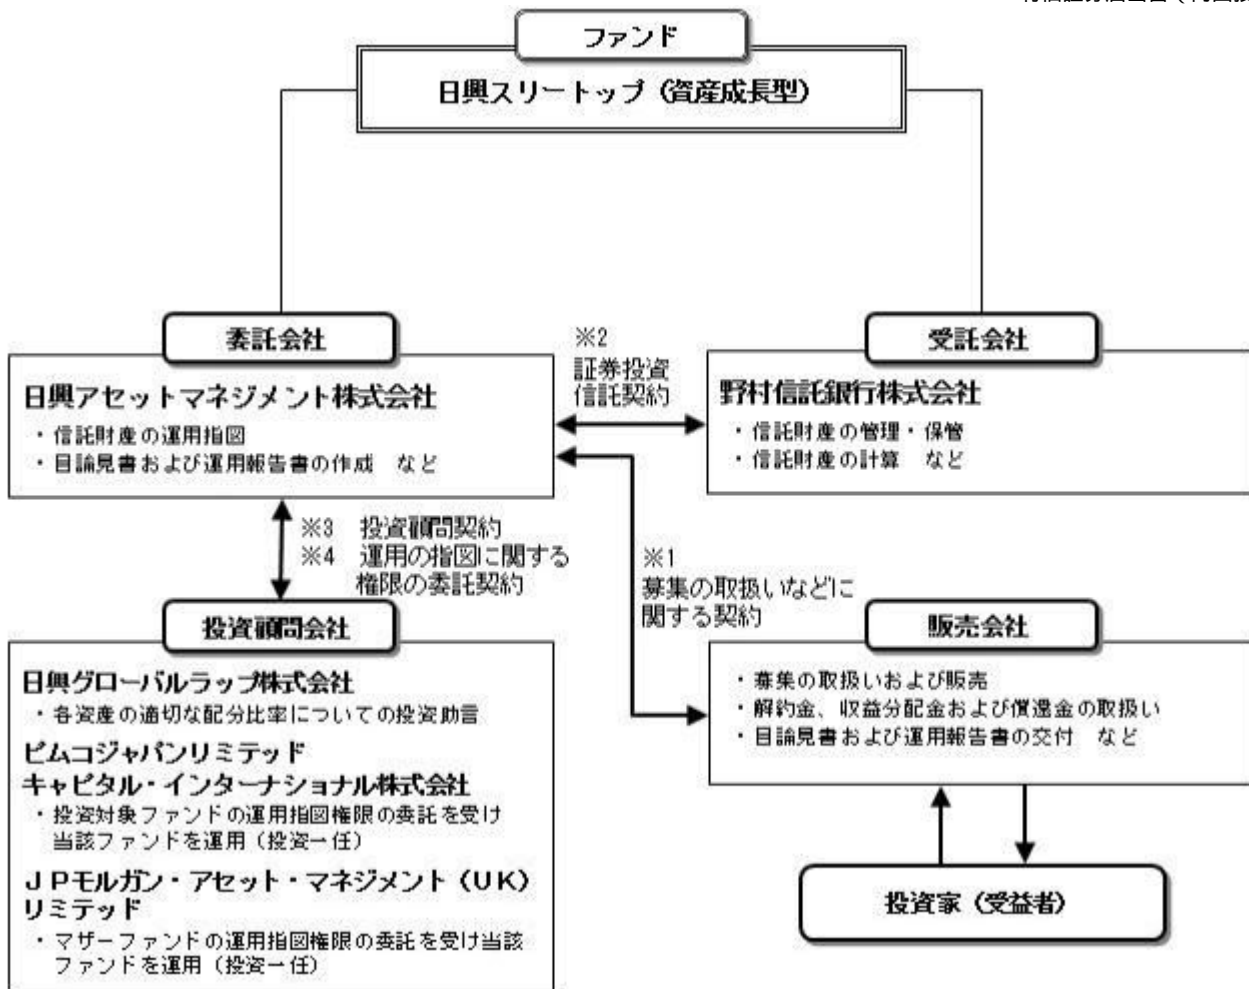 ファンド
日興スリートップ（資産成長型）
委託会社
日興アセットマネジメント株式会社
・信託財産の運用指図
・目論見書および運用報告書の作成　など
※2
証券投資
信託契約
受託会社
野村信託銀行株式会社
・信託財産の管理・保管
・信託財産の計算　など
※3　投資顧問契約
※4　運用の指図に関する
権限の委託契約
※1
募集の取扱いなどに
関する契約
投資顧問会社
日興グローバルラップ株式会社
・各資産の適切な配分比率についての投資助言
ピムコジャパンリミテッド
キャピタル・インターナショナル株式会社
・投資対象ファンドの運用指図権限の委託を受け
当該ファンドを運用（投資一任）
ＪＰモルガン・アセット・マネジメント（ＵＫ）
リミテッド
・マザーファンドの運用指図権限の委託を受け当該
ファンドを運用（投資一任）
販売会社
・募集の取扱いおよび販売
・解約金、収益分配金および償還金の取扱い
・目論見書および運用報告書の交付　など
投資家（受益者）